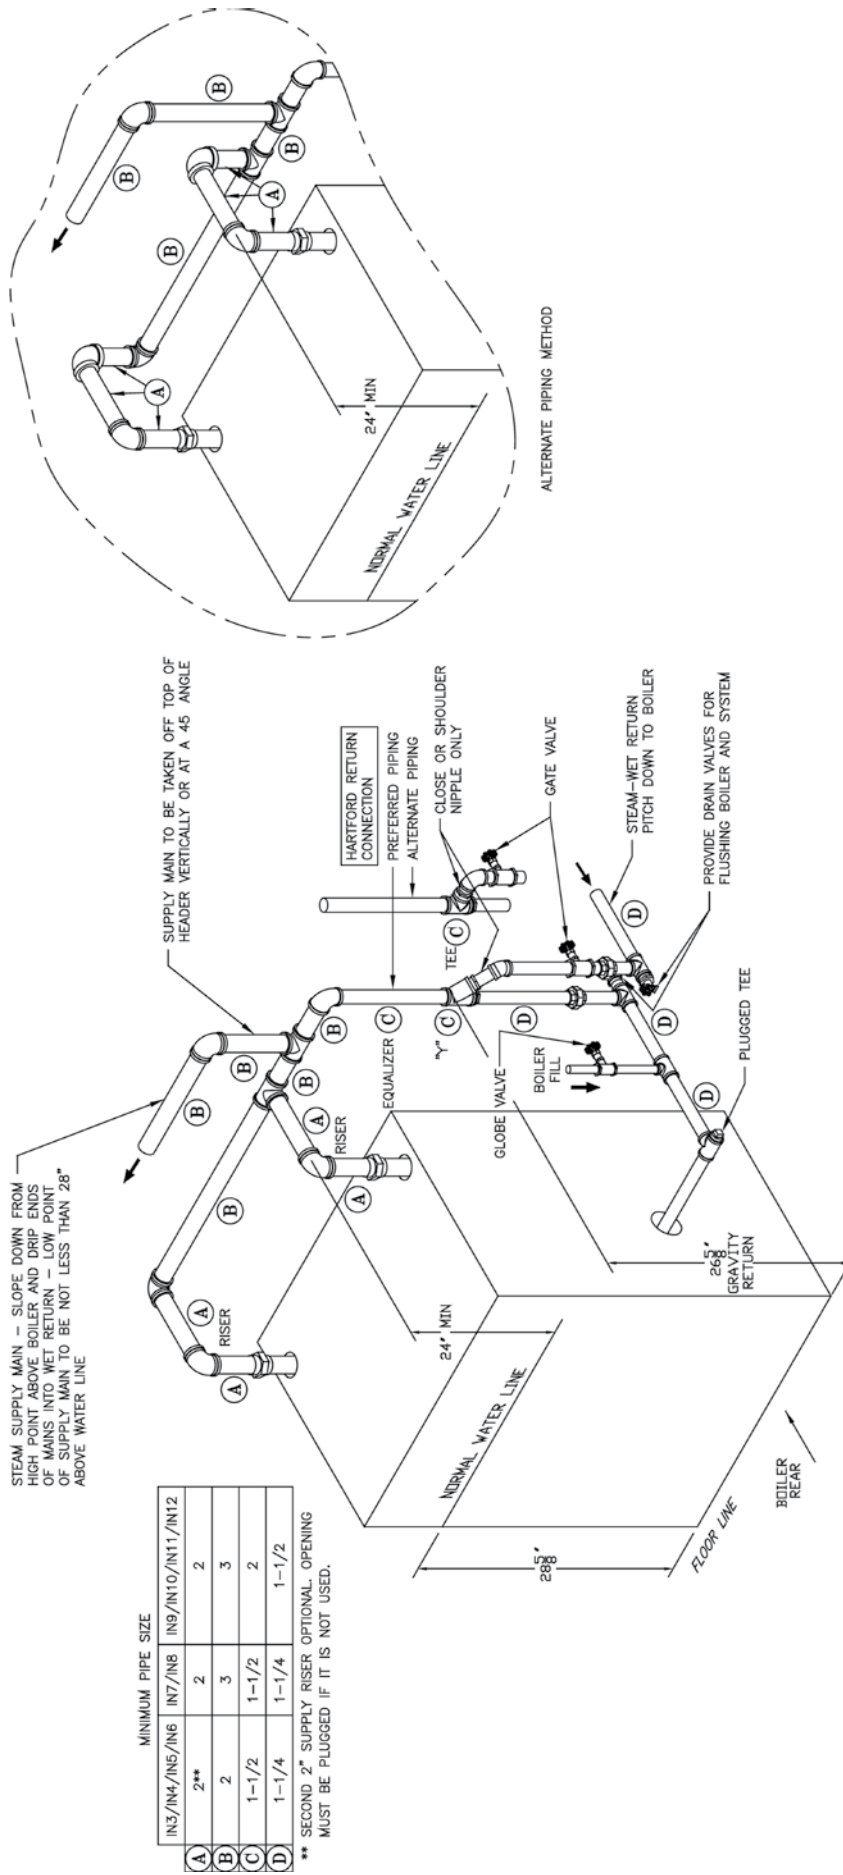 STEAM SUPPLY MAIN – SLOPE DOWN FROM
HIGH POINT ABOVE BOILER AND DRIP ENDS
OF MAINS INTO WET RETURN – LOW POINT
OF SUPPLY MAIN TO BE NOT LESS THAN 28"
ABOVE WATER LINE
SUPPLY MAIN TO BE TAKEN OFF TOP OF
HEADER VERTICALLY OR AT A 45 ANGLE
HARTFORD RETURN
CONNECTION
PREFERRED PIPING
ALTERNATE PIPING
CLOSE OR SHOULDER
NIPPLE ONLY
GATE VALVE
STEAM–WET RETURN
PITCH DOWN TO BOILER
PROVIDE DRAIN VALVES FOR
FLUSHING BOILER AND SYSTEM
PLUGGED TEE
B
B
B
B
B
A
RISER
A
A
RISER
A
EQUALIZER C
TEE C
"Y" C
D
D
D
D
GLOBE VALVE
BOILER
FILL
24" MIN
NORMAL WATER LINE
26 5/8"
GRAVITY
RETURN
28 5/8"
FLOOR LINE
BOILER
REAR
MINIMUM PIPE SIZE
IN3/IN4/IN5/IN6 IN7/IN8 IN9/IN10/IN11/IN12
A 2** 2 2
B 2 3 3
C 1-1/2 1-1/2 2
D 1-1/4 1-1/4 1-1/2
** SECOND 2" SUPPLY RISER OPTIONAL. OPENING
MUST BE PLUGGED IF IT IS NOT USED.
B
B
B
B
A
A
24" MIN
NORMAL WATER LINE
ALTERNATE PIPING METHOD